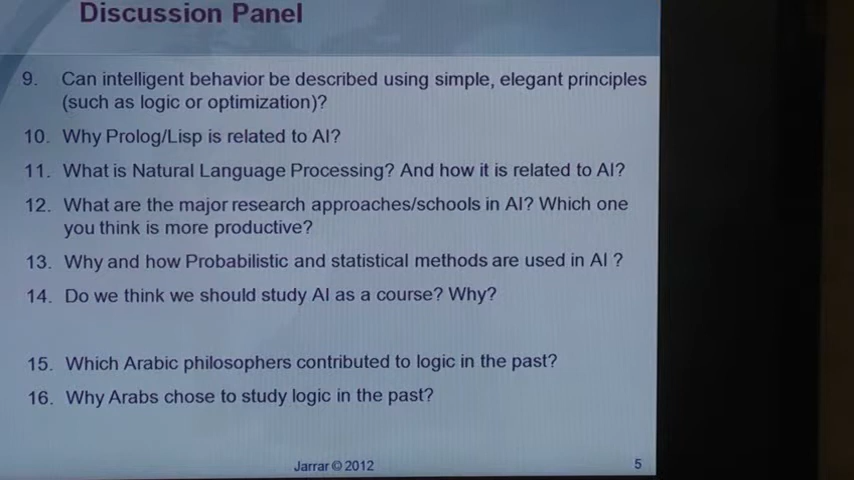 Discussion Panel
9. Can intelligent behavior be described using simple, elegant principles
(such as logic or optimization)?
10. Why Prolog/Lisp is related to AI?
11. What is Natural Language Processing? And how it is related to AI?
12. What are the major research approaches/schools in AI? Which one
you think is more productive?
13. Why and how Probabilistic and statistical methods are used in AI ?
14. Do we think we should study AI as a course? Why?
15. Which Arabic philosophers contributed to logic in the past?
16. Why Arabs chose to study logic in the past?
Jarrar © 2012
5